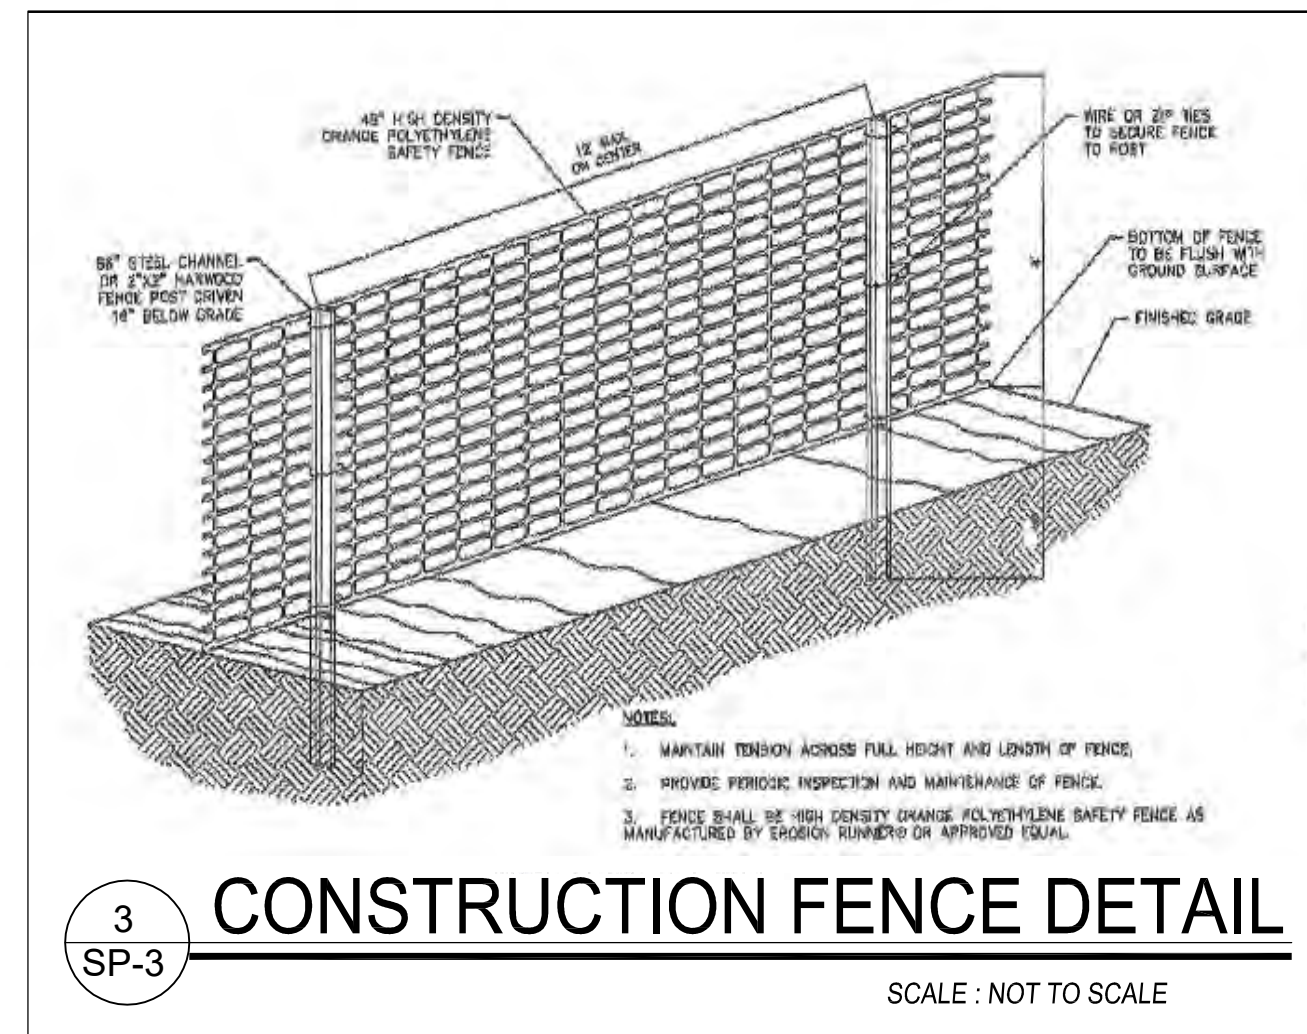 HIGH DENSITY
ORANGE POLYETHYLENE
SAFETY FENCE
12' MAX.
ON CENTER
WIRE OR ZIP TIES
TO SECURE FENCE
TO POST
STEEL CHANNEL
OR 2"X2" HARWOOD
FENCE POST DRIVEN
BELOW GRADE
BOTTOM OF FENCE
TO BE FLUSH WITH
GROUND SURFACE
FINISHED GRADE
NOTES:
1. MAINTAIN TENSION ACROSS FULL HEIGHT AND LENGTH OF FENCE.
2. PROVIDE PERIODIC INSPECTION AND MAINTENANCE OF FENCE.
3. FENCE SHALL BE HIGH DENSITY ORANGE POLYETHYLENE SAFETY FENCE AS
MANUFACTURED BY EROSION OR APPROVED EQUAL.
3
SP-3
CONSTRUCTION FENCE DETAIL
SCALE : NOT TO SCALE